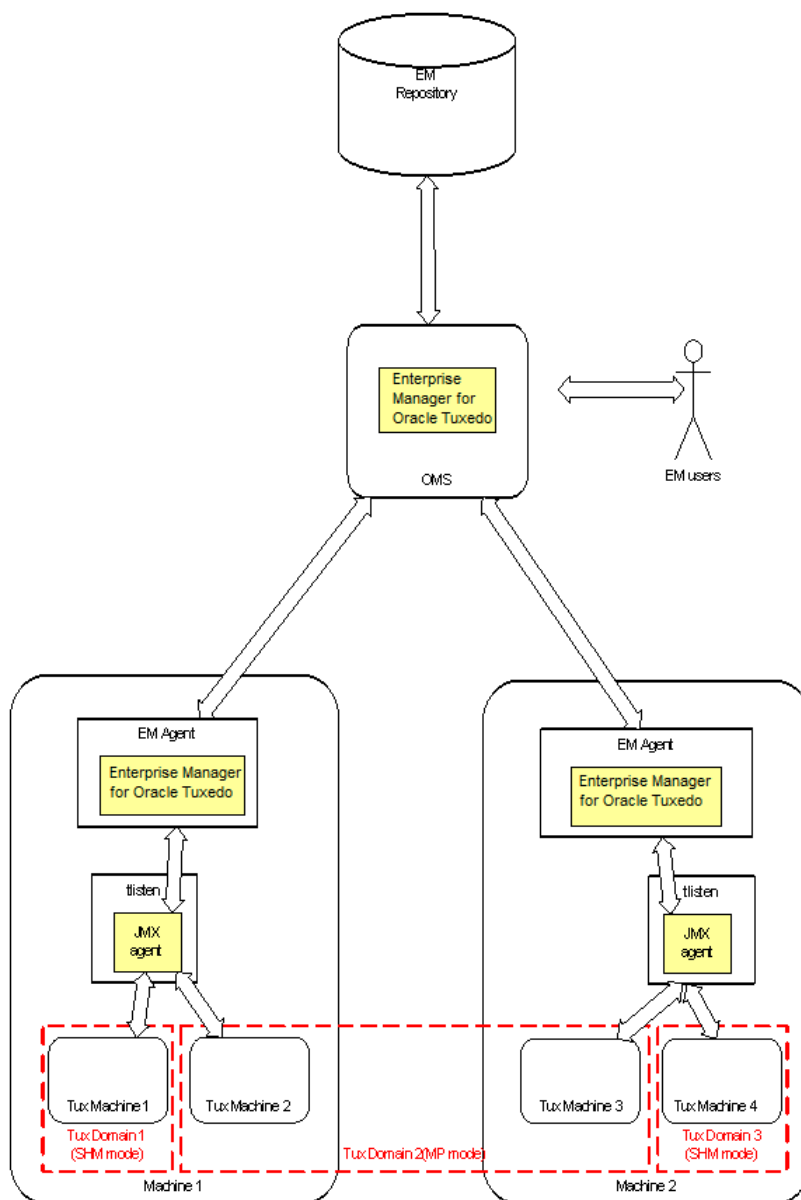 EM
Repository
Enterprise
Manager for
Oracle Tuxedo
OMS
EM users
EM Agent
Enterprise Manager
for Oracle Tuxedo
tlisten
JMX
agent
Tux Machine 1
Tux Machine 2
Tux Domain 1
(SHM mode)
Machine 1
EM Agent
Enterprise Manager
for Oracle Tuxedo
tlisten
JMX
agent
Tux Machine 3
Tux Machine 4
Tux Domain 2(MP mode)
Tux Domain 3
(SHM mode)
Machine 2